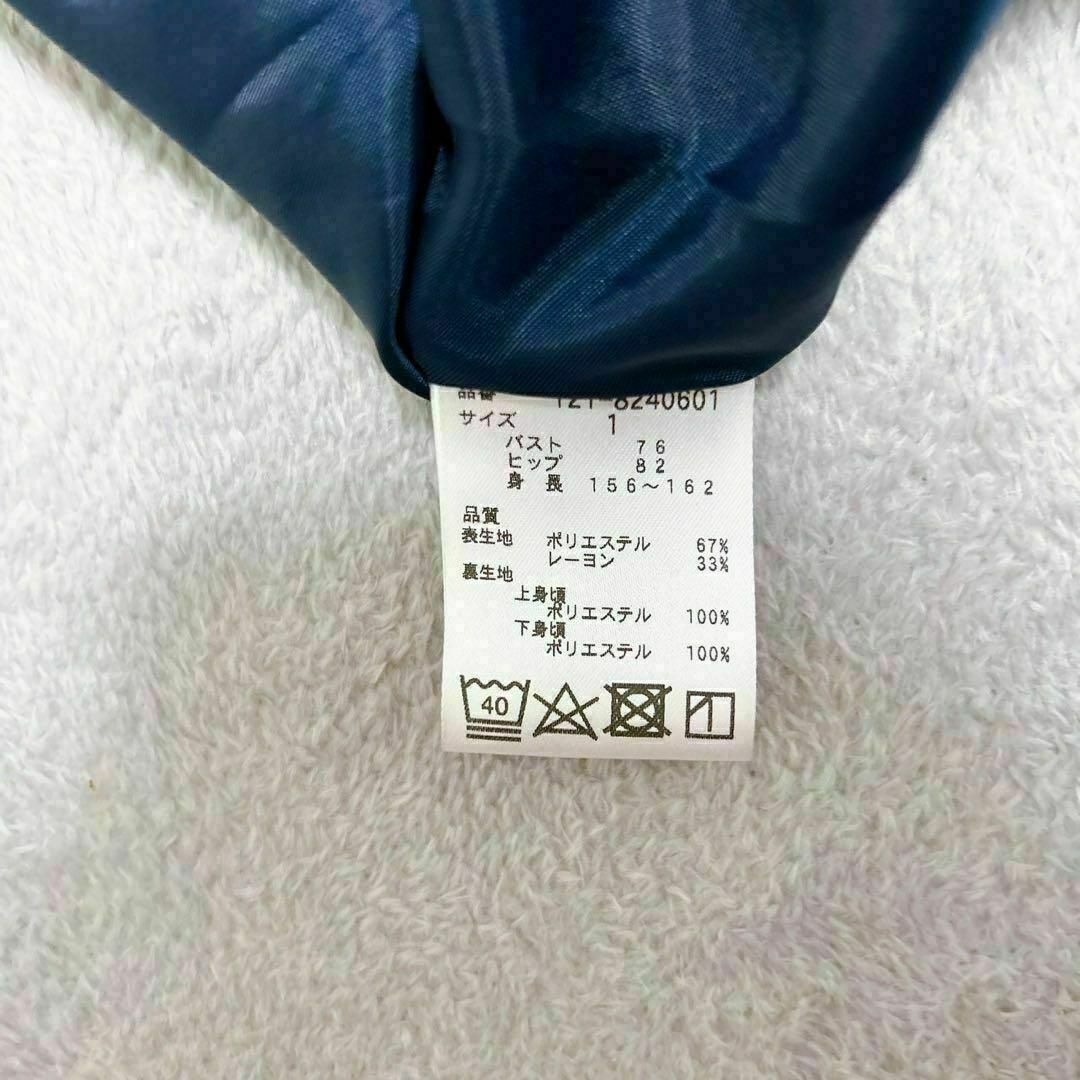 品番 121-8240601
サイズ 1
バスト 76
ヒップ 82
身長 156～162
品質
表生地 ポリエステル 67%
レーヨン 33%
裏生地
上身頃
ポリエステル 100%
下身頃
ポリエステル 100%
40